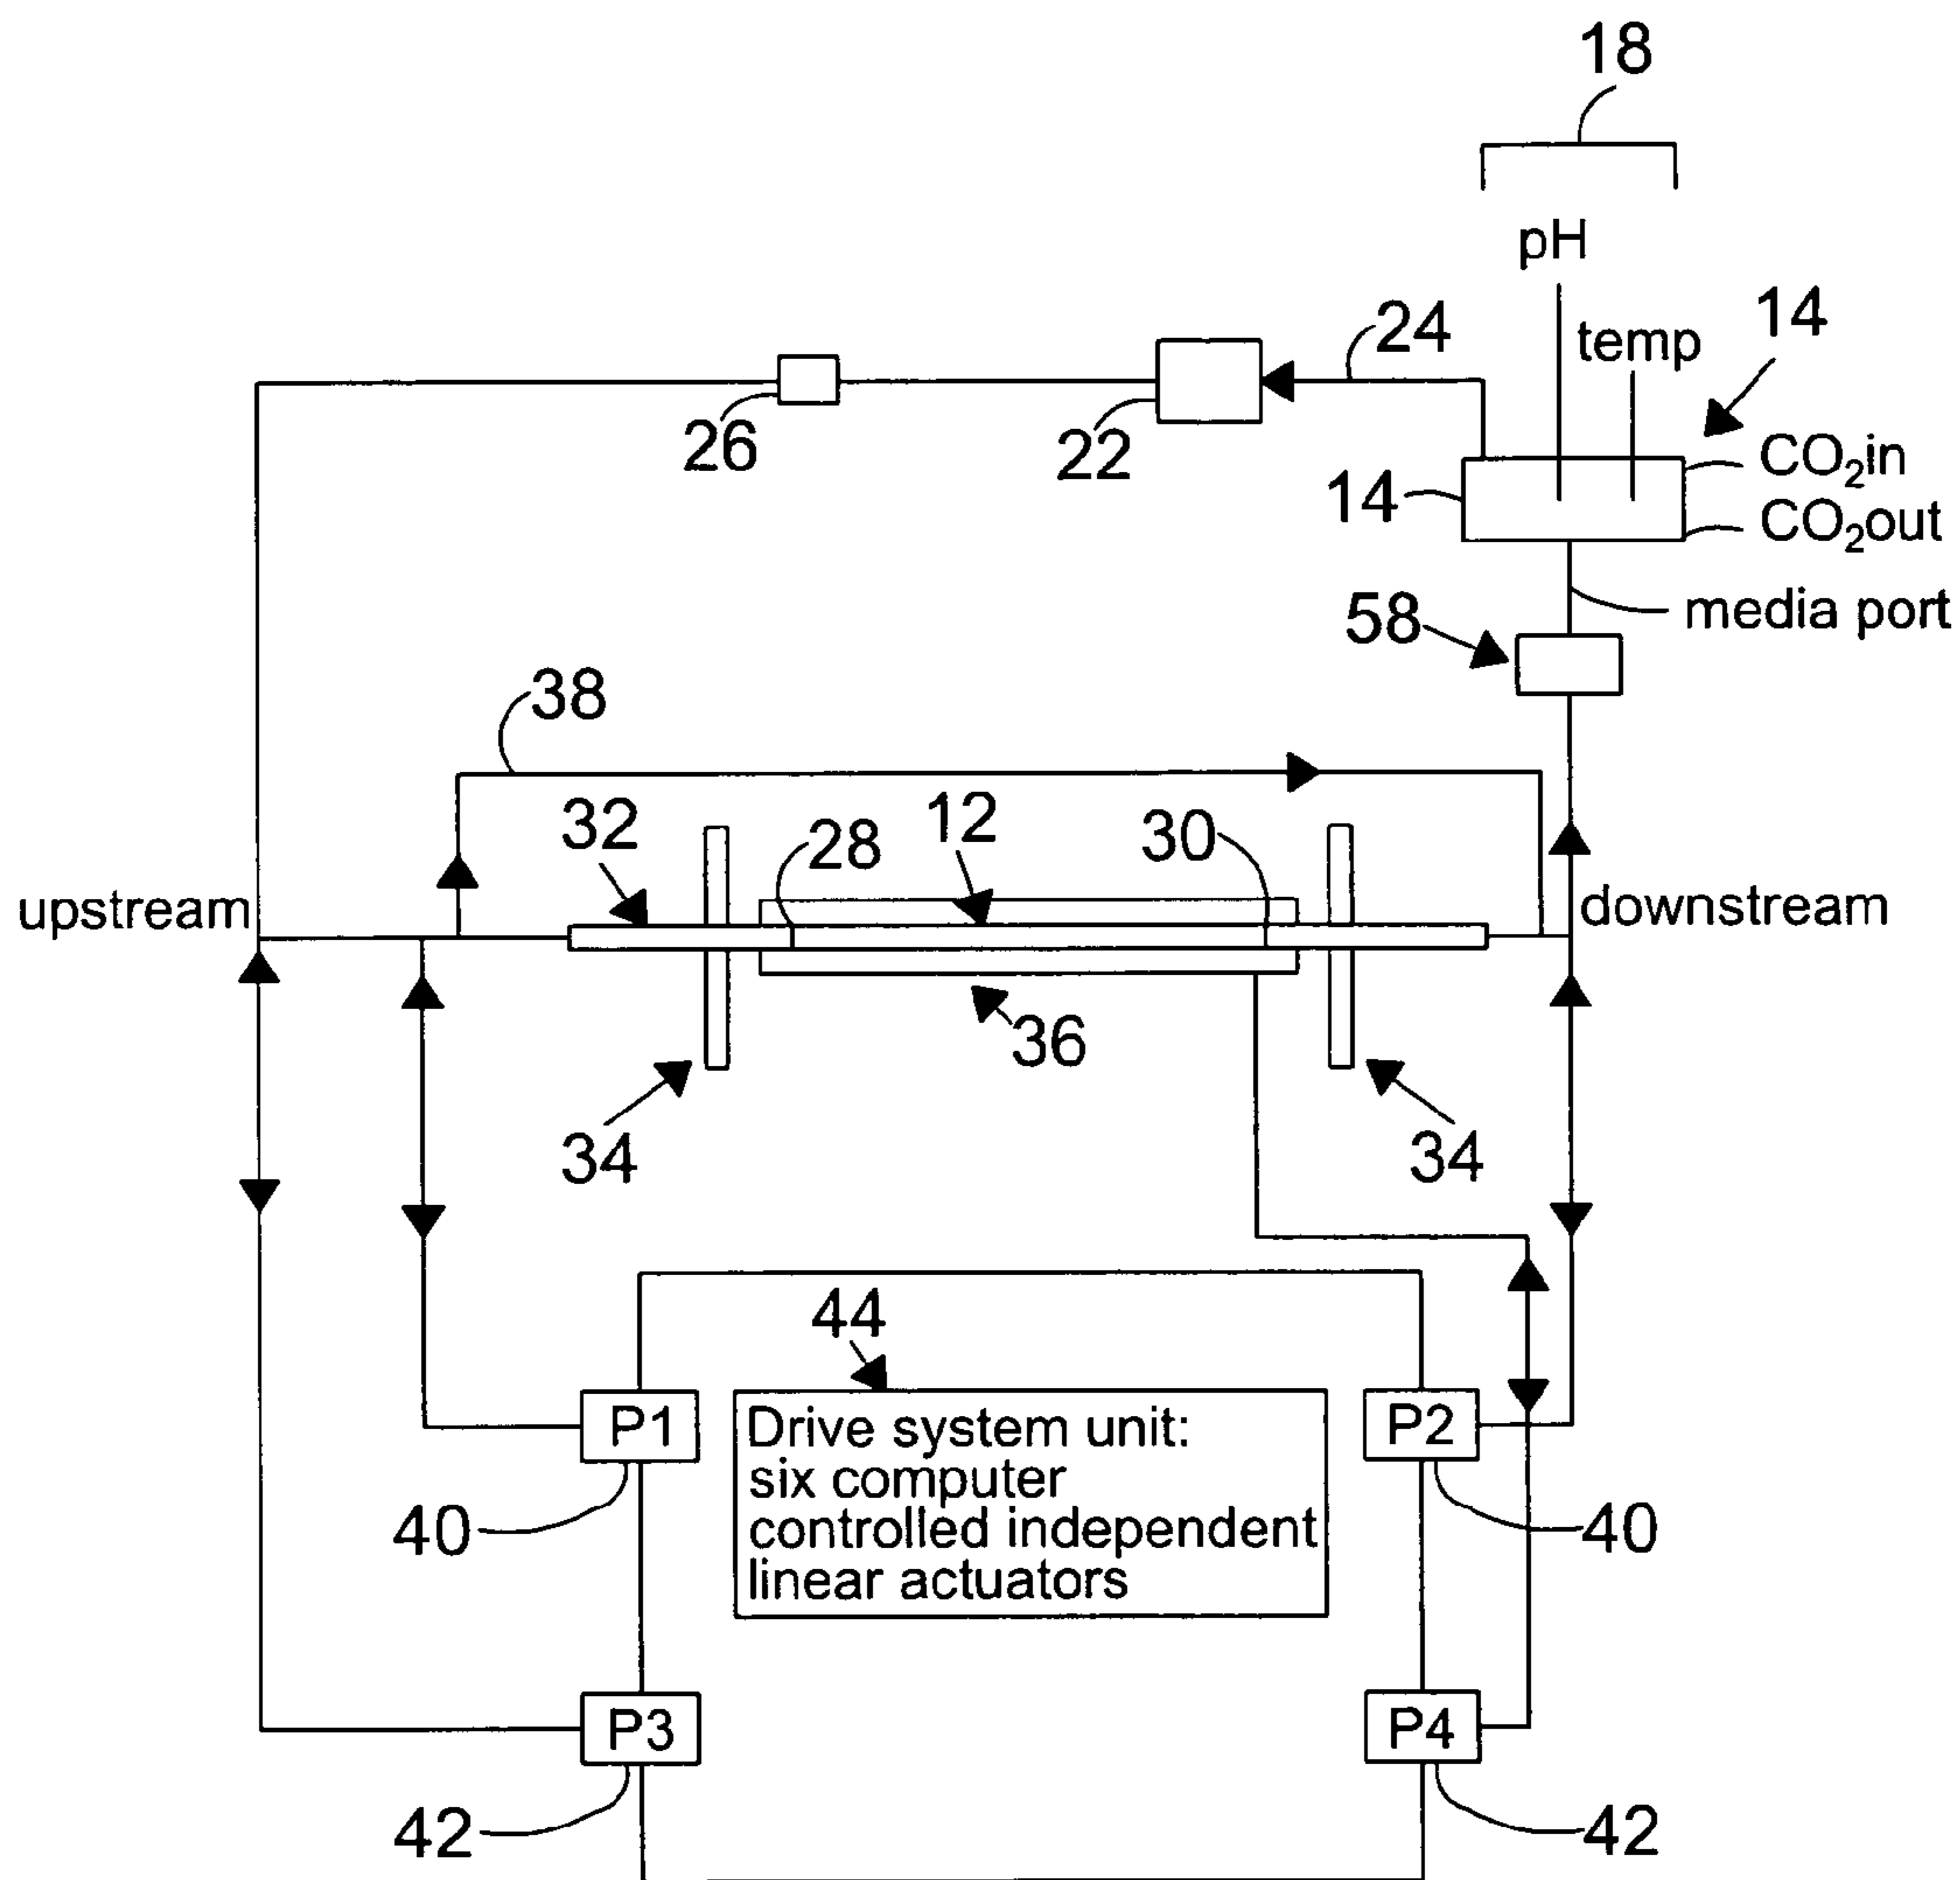 18
pH
24
14
temp
26
22
CO2in
14
CO2out
58
media port
38
32
28
12
30
upstream
downstream
36
34
34
44
P1
Drive system unit:
six computer
controlled independent
linear actuators
P2
40
40
P3
P4
42
42